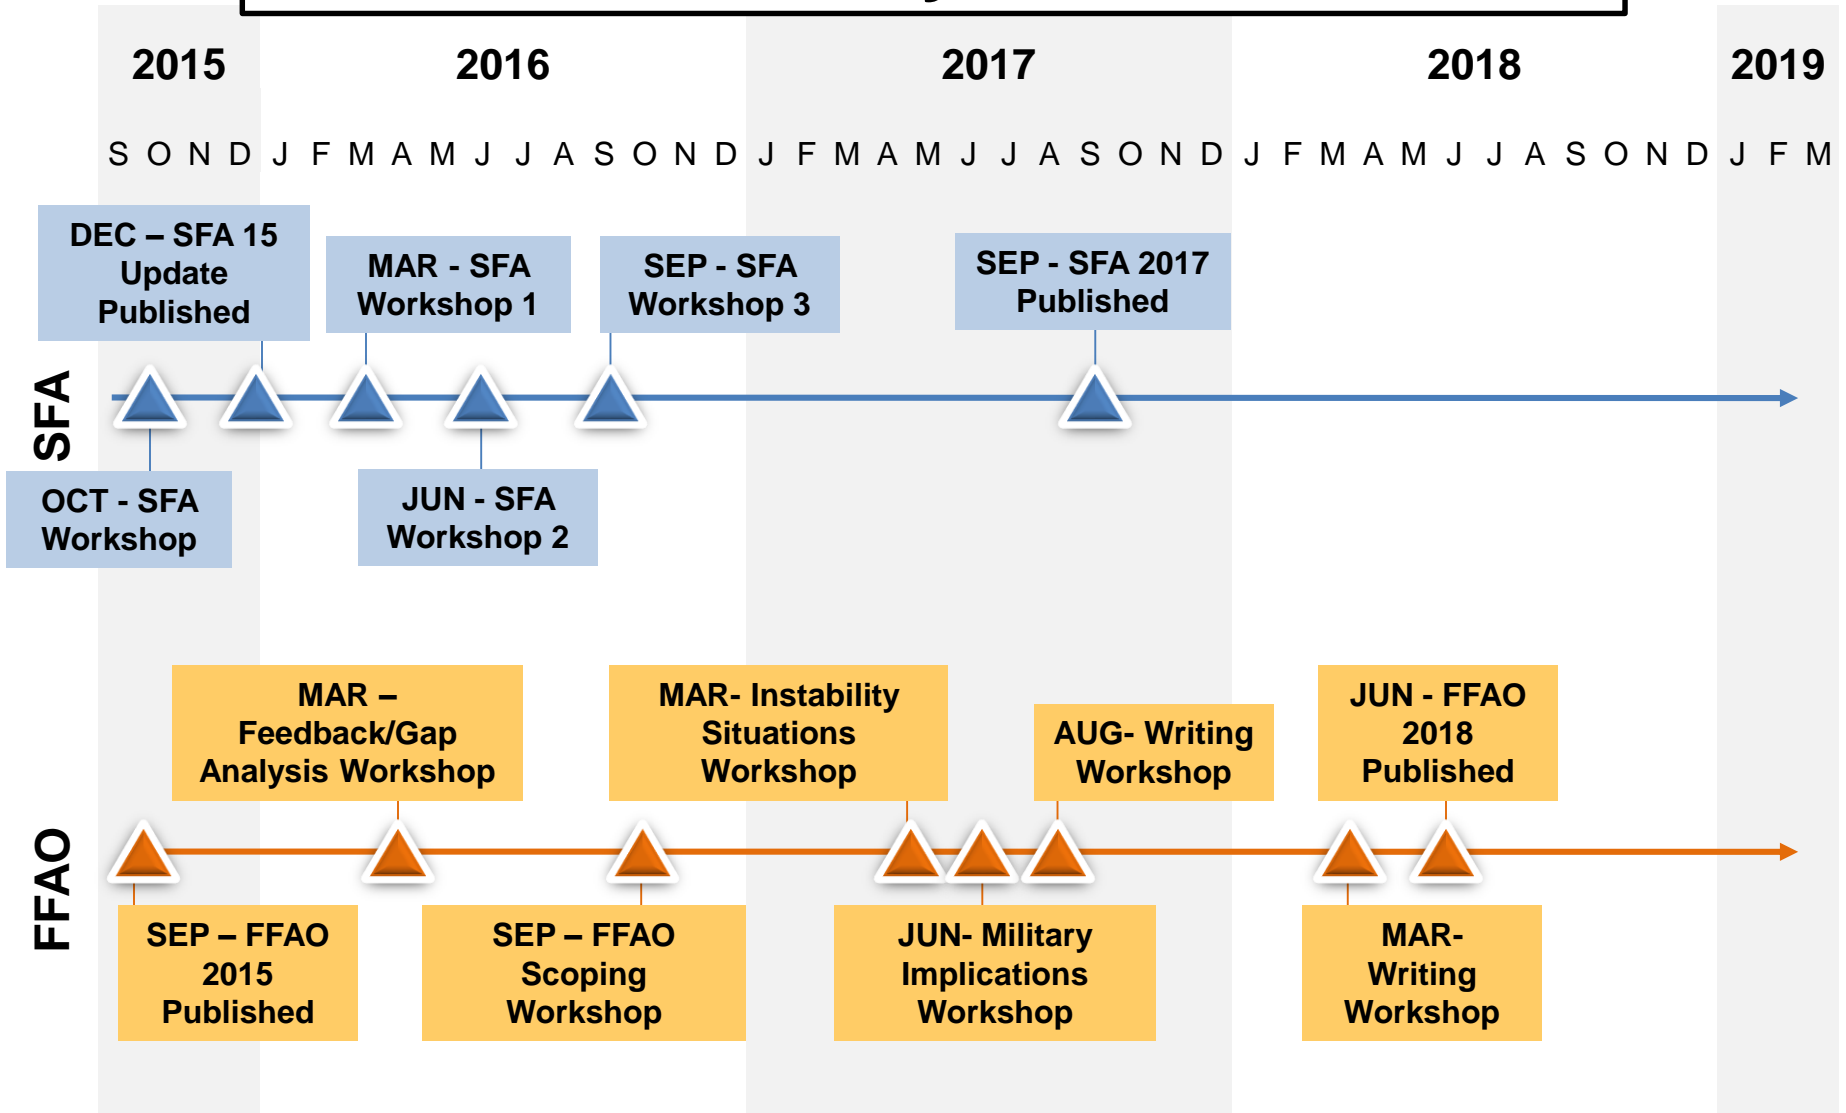 2015 2016 2017 2018 2019
S O N D J F M A M J J A S O N D J F M A M J J A S O N D J F M A M J J A S O N D J F M
DEC – SFA 15
Update
Published
MAR - SFA
Workshop 1
SEP - SFA
Workshop 3
SEP - SFA 2017
Published
SFA
OCT - SFA
Workshop
JUN - SFA
Workshop 2
MAR –
Feedback/Gap
Analysis Workshop
MAR- Instability
Situations
Workshop
AUG- Writing
Workshop
JUN - FFAO
2018
Published
FFAO
SEP – FFAO
2015
Published
SEP – FFAO
Scoping
Workshop
JUN- Military
Implications
Workshop
MAR-
Writing
Workshop